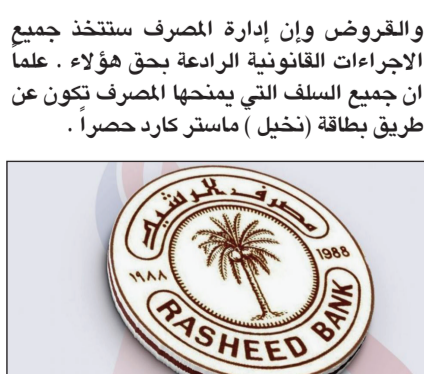 والقروض وإن إدارة المصرف ستتخذ جميع
الاجراءات القانونية الرادعة بحق هؤلاء . علماً
ان جميع السلف التي يمنحها المصرف تكون عن
طريق بطاقة (نخيل ) ماستر كارد حصراً .
مصرف الرشيد
١٩٨٨ 1988
RASHEED BANK